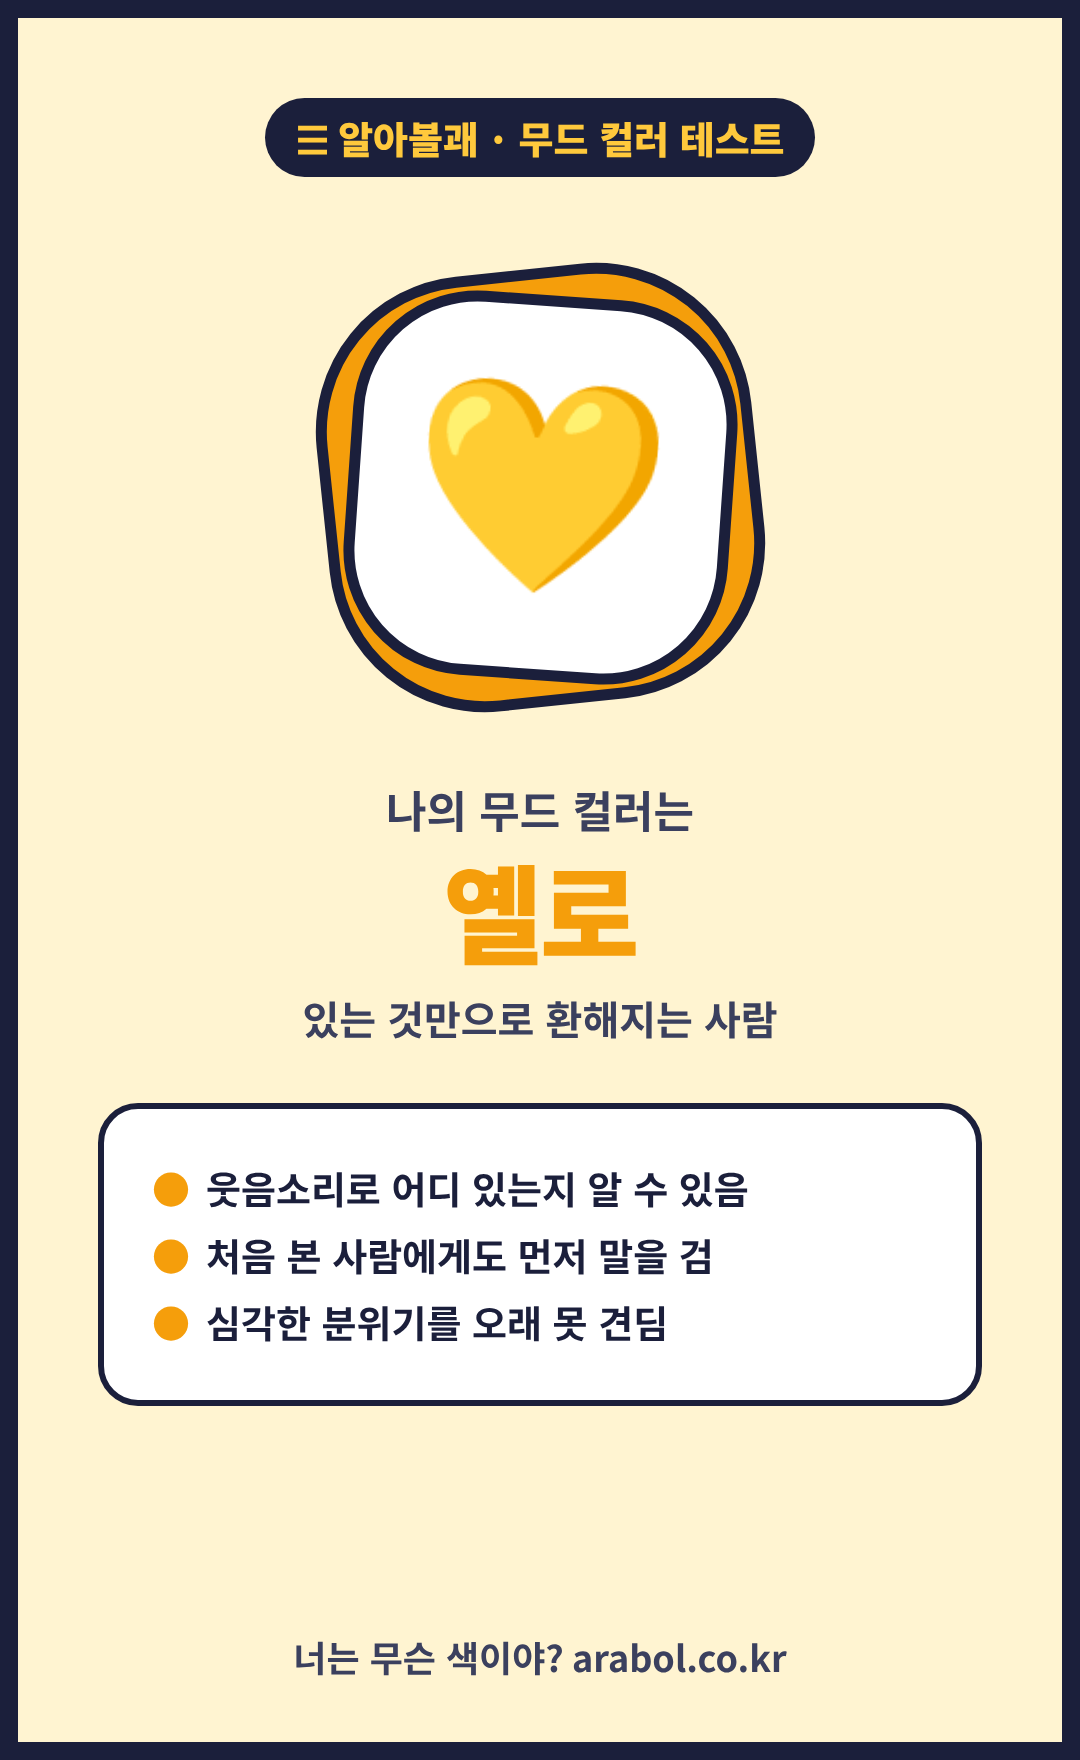 ☰ 알아볼괘 · 무드 컬러 테스트
나의 무드 컬러는
옐로
있는 것만으로 환해지는 사람
웃음소리로 어디 있는지 알 수 있음
처음 본 사람에게도 먼저 말을 검
심각한 분위기를 오래 못 견딤
너는 무슨 색이야? arabol.co.kr